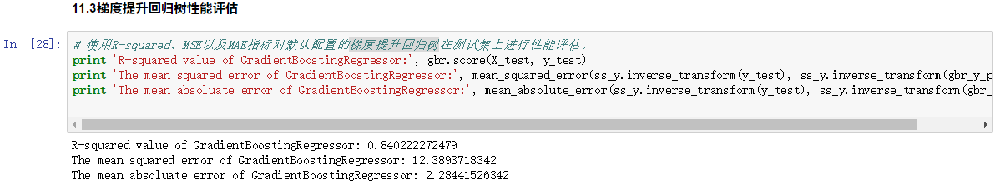 11.3梯度提升回归树性能评估
In [28]:
# 使用R-squared、MSE以及MAE指标对默认配置的梯度提升回归树在测试集上进行性能评估。
print 'R-squared value of GradientBoostingRegressor:', gbr.score(X_test, y_test)
print 'The mean squared error of GradientBoostingRegressor:', mean_squared_error(ss_y.inverse_transform(y_test), ss_y.inverse_transform(gbr_y_p
print 'The mean absoluate error of GradientBoostingRegressor:', mean_absolute_error(ss_y.inverse_transform(y_test), ss_y.inverse_transform(gbr_
R-squared value of GradientBoostingRegressor: 0.840222272479
The mean squared error of GradientBoostingRegressor: 12.3893718342
The mean absoluate error of GradientBoostingRegressor: 2.28441526342